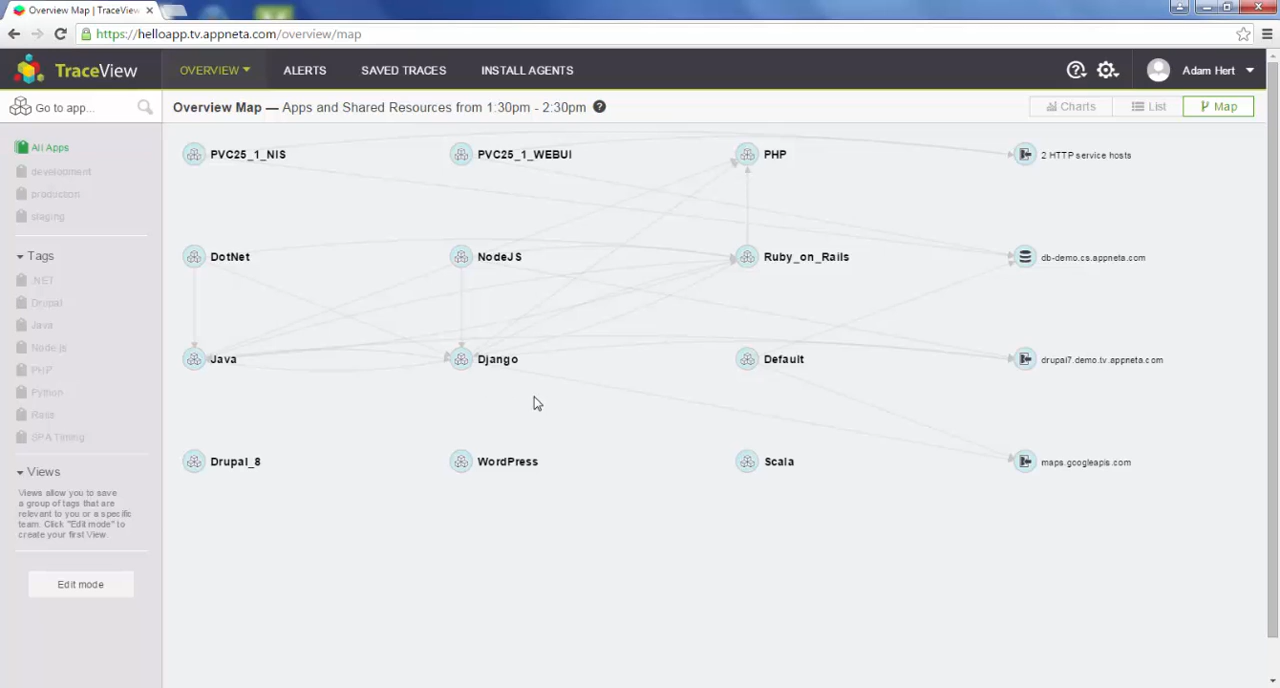 Overview Map | TraceView
https://helloapp.tv.appneta.com/overview/map
TraceView
OVERVIEW
ALERTS
SAVED TRACES
INSTALL AGENTS
Adam Hert
Go to app...
Overview Map — Apps and Shared Resources from 1:30pm - 2:30pm
Charts
List
Map
All Apps
development
production
staging
Tags
.NET
Drupal
Java
Node.js
PHP
Python
Rails
SPA Timing
Views
Views allow you to save
a group of tags that are
relevant to you or a specific
team. Click "Edit mode" to
create your first View.
Edit mode
PVC25_1_NIS
PVC25_1_WEBUI
PHP
2 HTTP service hosts
DotNet
NodeJS
Ruby_on_Rails
db-demo.cs.appneta.com
Java
Django
Default
drupal7.demo.tv.appneta.com
Drupal_8
WordPress
Scala
maps.googleapis.com